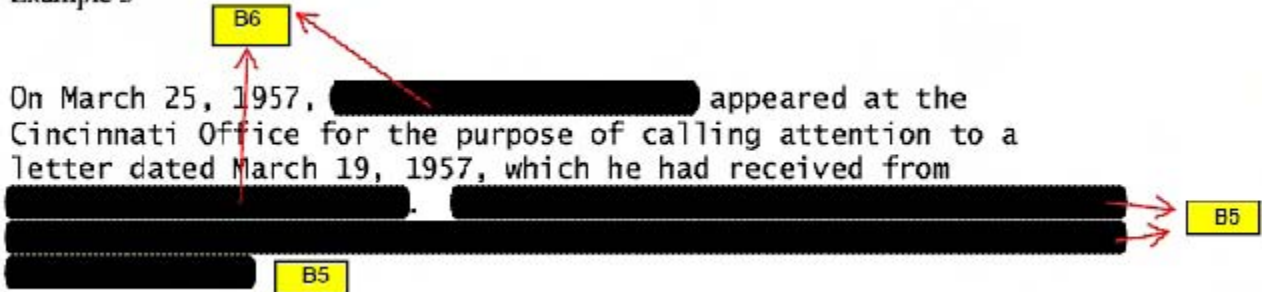 B6
On March 25, 1957, appeared at the
Cincinnati Office for the purpose of calling attention to a
letter dated March 19, 1957, which he had received from
.
B5
B5